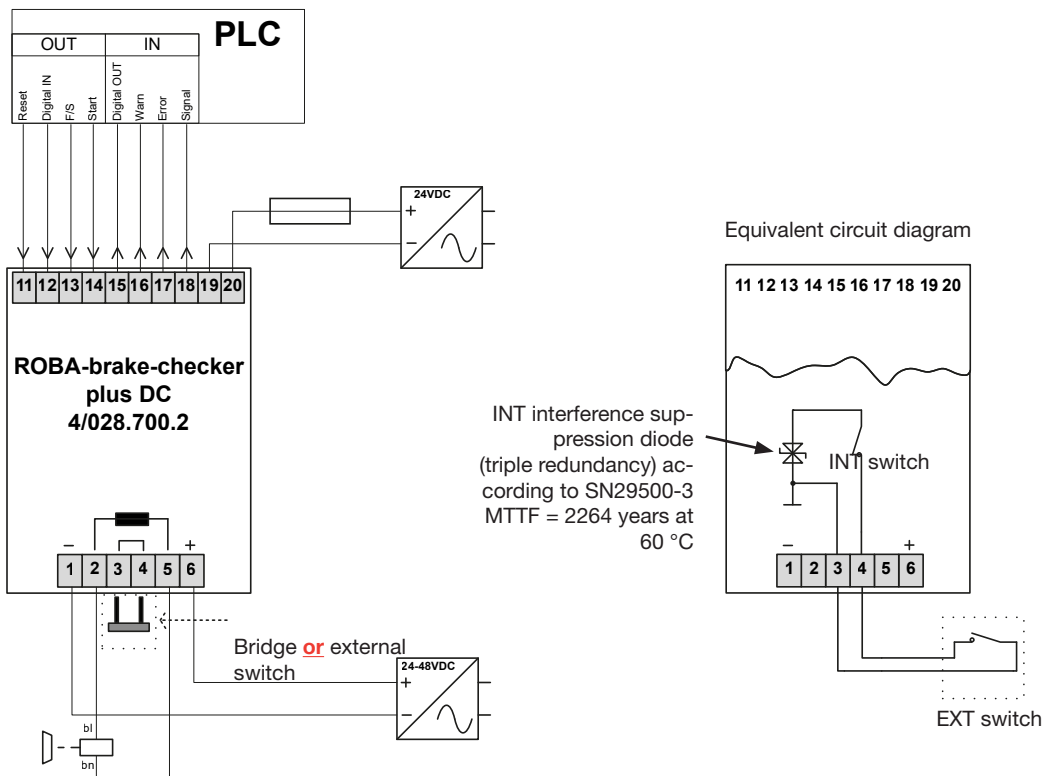 PLC
OUT IN
Reset
Digital IN
F/S
Start
Digital OUT
Warn
Error
Signal
24VDC
+
−
11 12 13 14 15 16 17 18 19 20
ROBA-brake-checker
plus DC
4/028.700.2
− +
1 2 3 4 5 6
Bridge or external
switch
24-48VDC
+
−
bl
bn
Equivalent circuit diagram
11 12 13 14 15 16 17 18 19 20
INT interference sup-
pression diode
(triple redundancy) ac-
cording to SN29500-3
MTTF = 2264 years at
60 °C
INT switch
− +
1 2 3 4 5 6
EXT switch